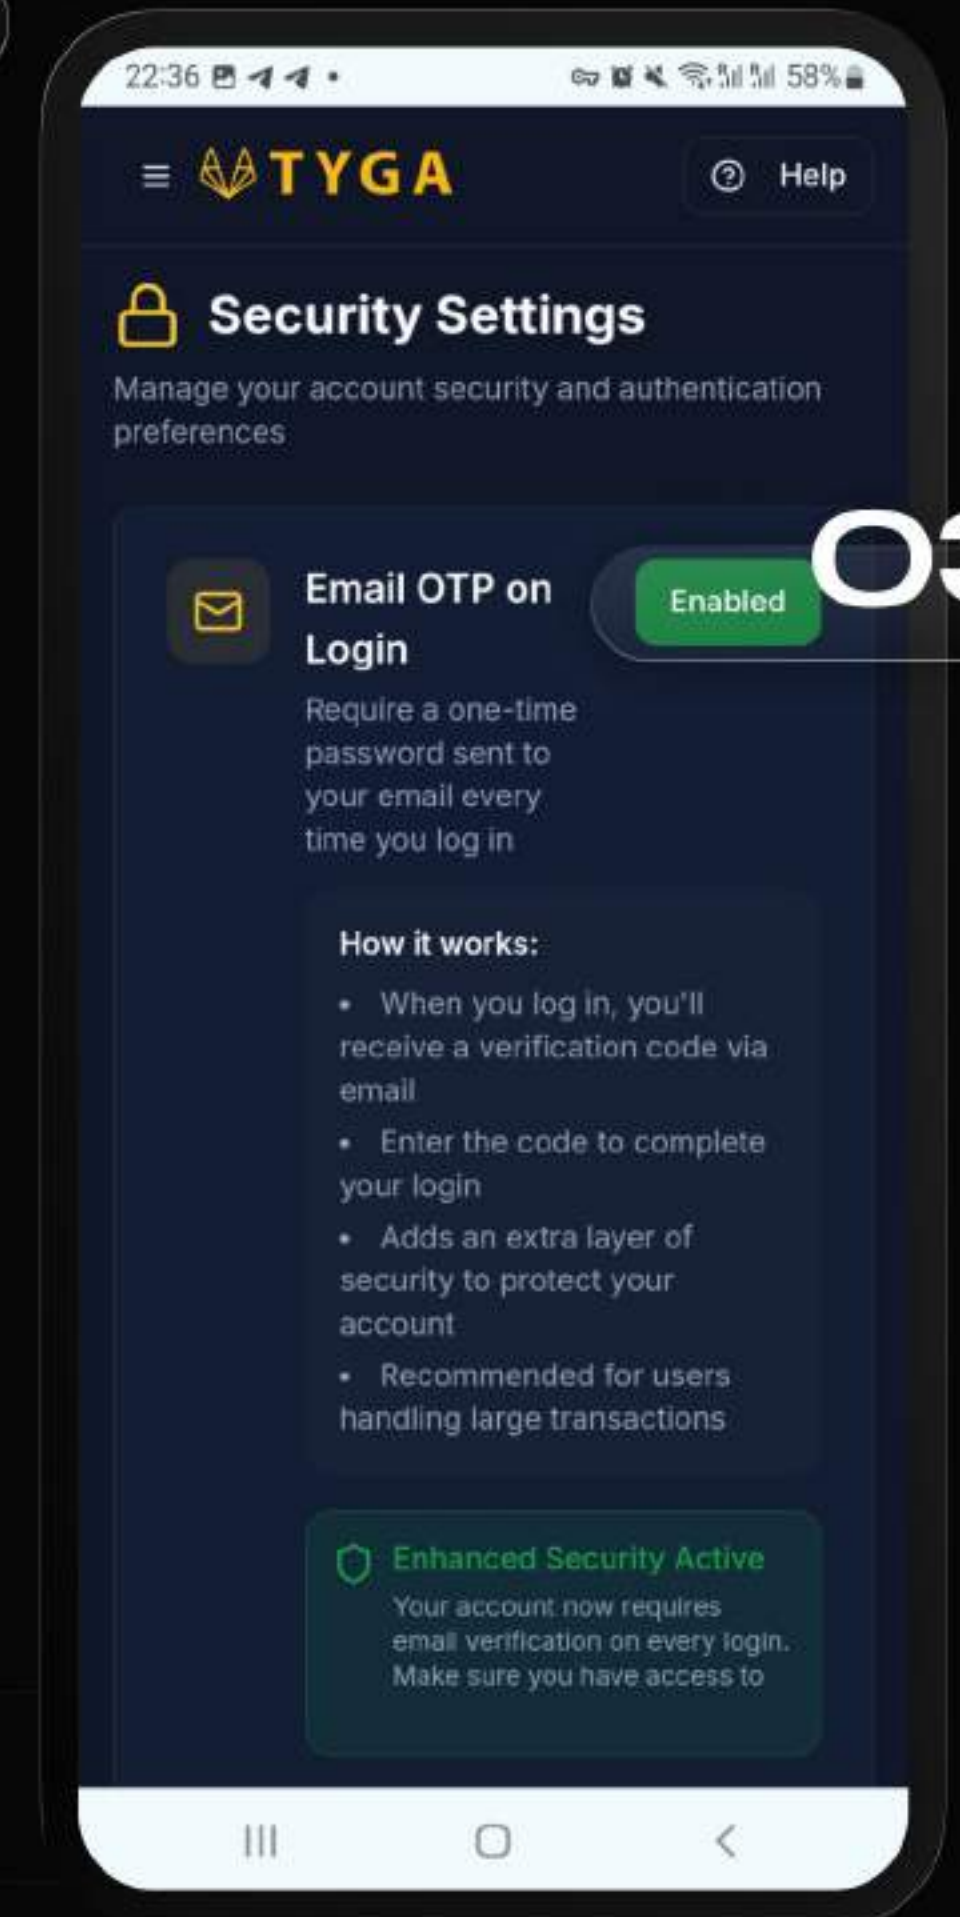 22:36 58%
TYGA Help
Security Settings
Manage your account security and authentication
preferences
Email OTP on
Login
Enabled
Require a one-time
password sent to
your email every
time you log in
How it works:
• When you log in, you'll
receive a verification code via
email
• Enter the code to complete
your login
• Adds an extra layer of
security to protect your
account
• Recommended for users
handling large transactions
Enhanced Security Active
Your account now requires
email verification on every login.
Make sure you have access to